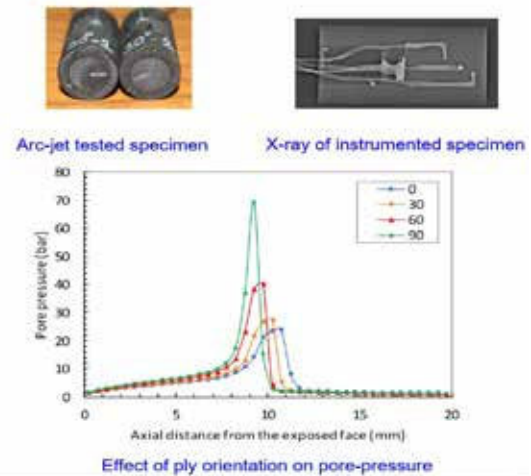 Arc-jet tested specimen
X-ray of instrumented specimen
80
70
60
50
40
30
20
10
0
Pore pressure (bar)
0
30
60
90
0 5 10 15 20
Axial distance from the exposed face (mm)
Effect of ply orientation on pore-pressure